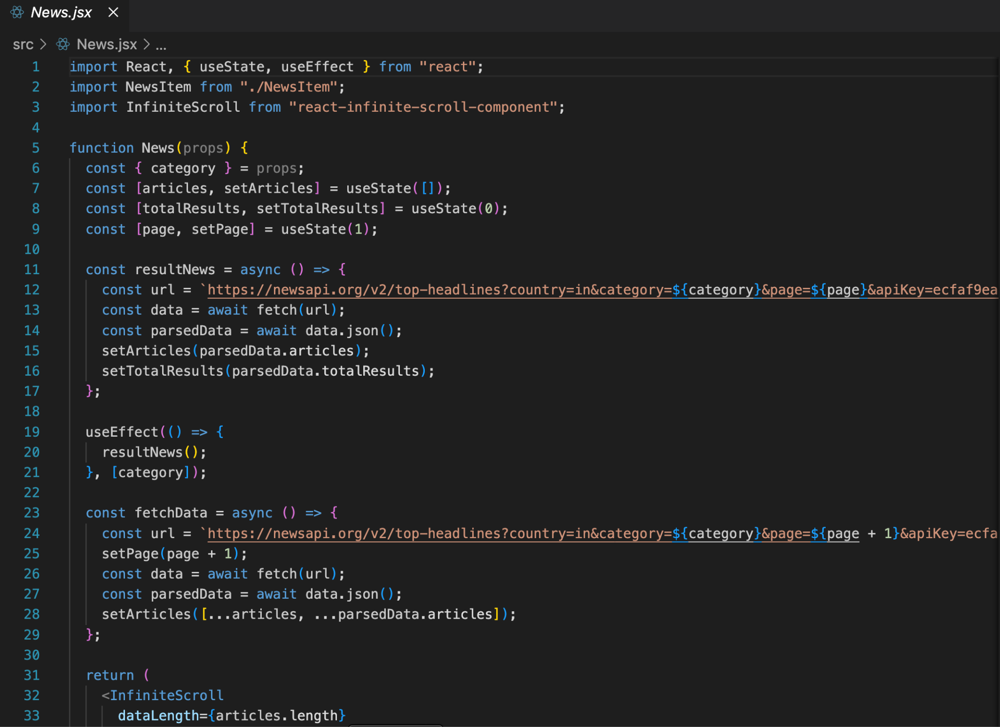 News.jsx
src > News.jsx > ...
1 import React, { useState, useEffect } from "react";
2 import NewsItem from "./NewsItem";
3 import InfiniteScroll from "react-infinite-scroll-component";
4
5 function News(props) {
6   const { category } = props;
7   const [articles, setArticles] = useState([]);
8   const [totalResults, setTotalResults] = useState(0);
9   const [page, setPage] = useState(1);
10
11   const resultNews = async () => {
12     const url = `https://newsapi.org/v2/top-headlines?country=in&category=${category}&page=${page}&apiKey=ecfaf9ea
13     const data = await fetch(url);
14     const parsedData = await data.json();
15     setArticles(parsedData.articles);
16     setTotalResults(parsedData.totalResults);
17   };
18
19   useEffect(() => {
20     resultNews();
21   }, [category]);
22
23   const fetchData = async () => {
24     const url = `https://newsapi.org/v2/top-headlines?country=in&category=${category}&page=${page + 1}&apiKey=ecfa
25     setPage(page + 1);
26     const data = await fetch(url);
27     const parsedData = await data.json();
28     setArticles([...articles, ...parsedData.articles]);
29   };
30
31   return (
32     <InfiniteScroll
33       dataLength={articles.length}